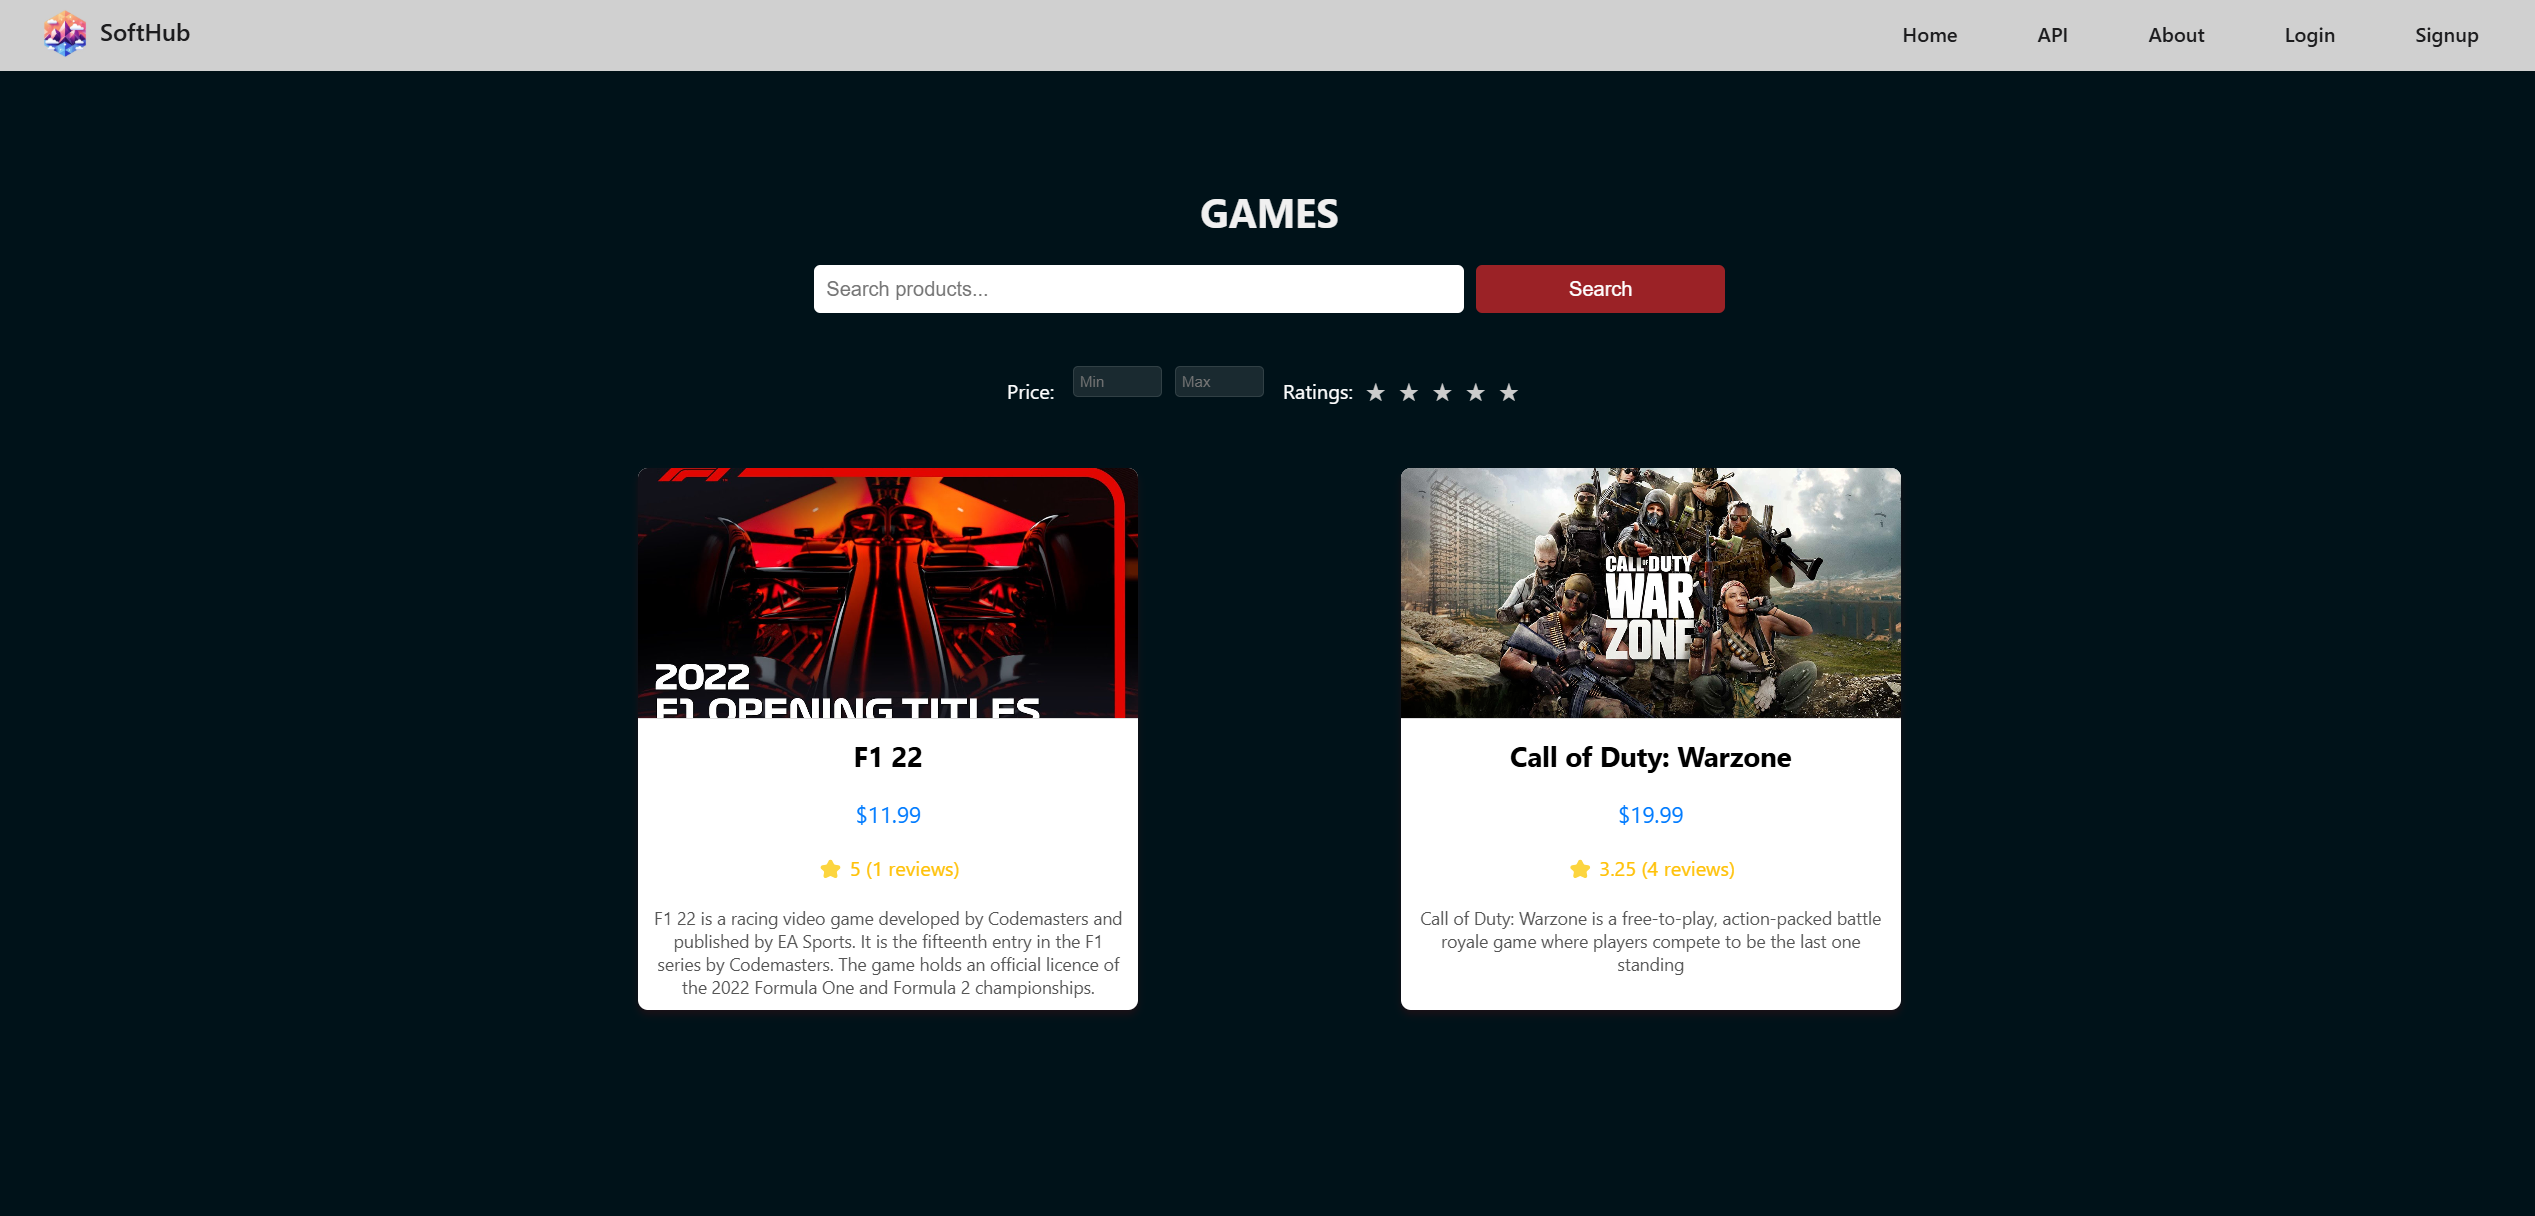 SoftHub
Home
API
About
Login
Signup
GAMES
Search products...
Search
Price:
Min
Max
Ratings:
2022
F1 OPENING TITLES
CALL OF DUTY
WAR
ZONE
F1 22
Call of Duty: Warzone
$11.99
$19.99
5 (1 reviews)
3.25 (4 reviews)
F1 22 is a racing video game developed by Codemasters and
published by EA Sports. It is the fifteenth entry in the F1
series by Codemasters. The game holds an official licence of
the 2022 Formula One and Formula 2 championships.
Call of Duty: Warzone is a free-to-play, action-packed battle
royale game where players compete to be the last one
standing